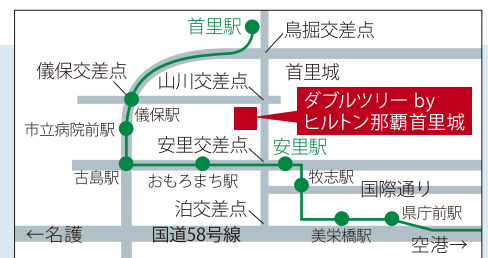 首里駅
鳥堀交差点
儀保交差点
首里城
山川交差点
ダブルツリー by
ヒルトン那覇首里城
儀保駅
市立病院前駅
安里交差点
安里駅
古島駅
おもろまち駅
牧志駅
国際通り
泊交差点
県庁前駅
←名護
国道58号線
美栄橋駅
空港→